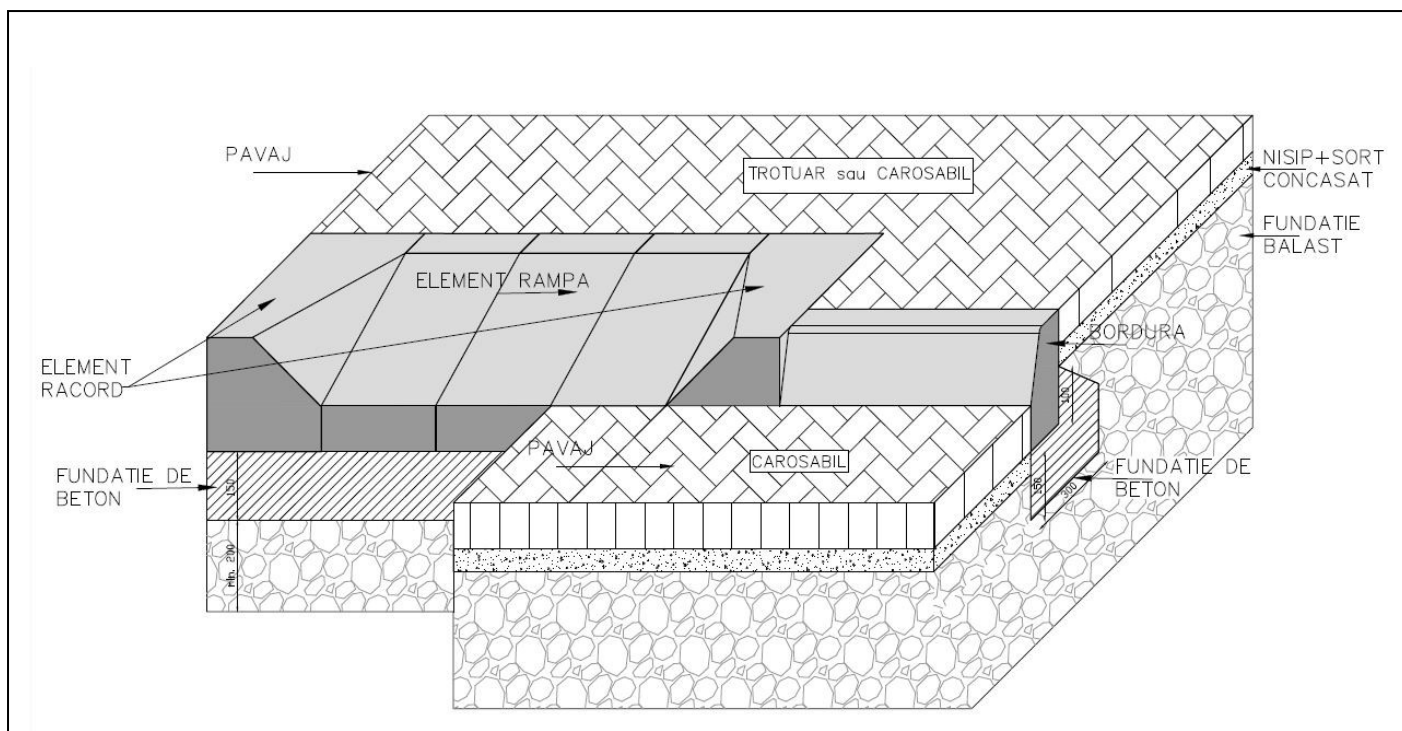 PAVAJ
TROTUAR sau CAROSABIL
NISIP+SORT
CONCASAT
FUNDATIE
BALAST
ELEMENT RAMPA
BORDURA
ELEMENT
RACORD
100
PAVAJ
CAROSABIL
FUNDATIE DE
BETON
150
150
300
FUNDATIE DE
BETON
Min. 200